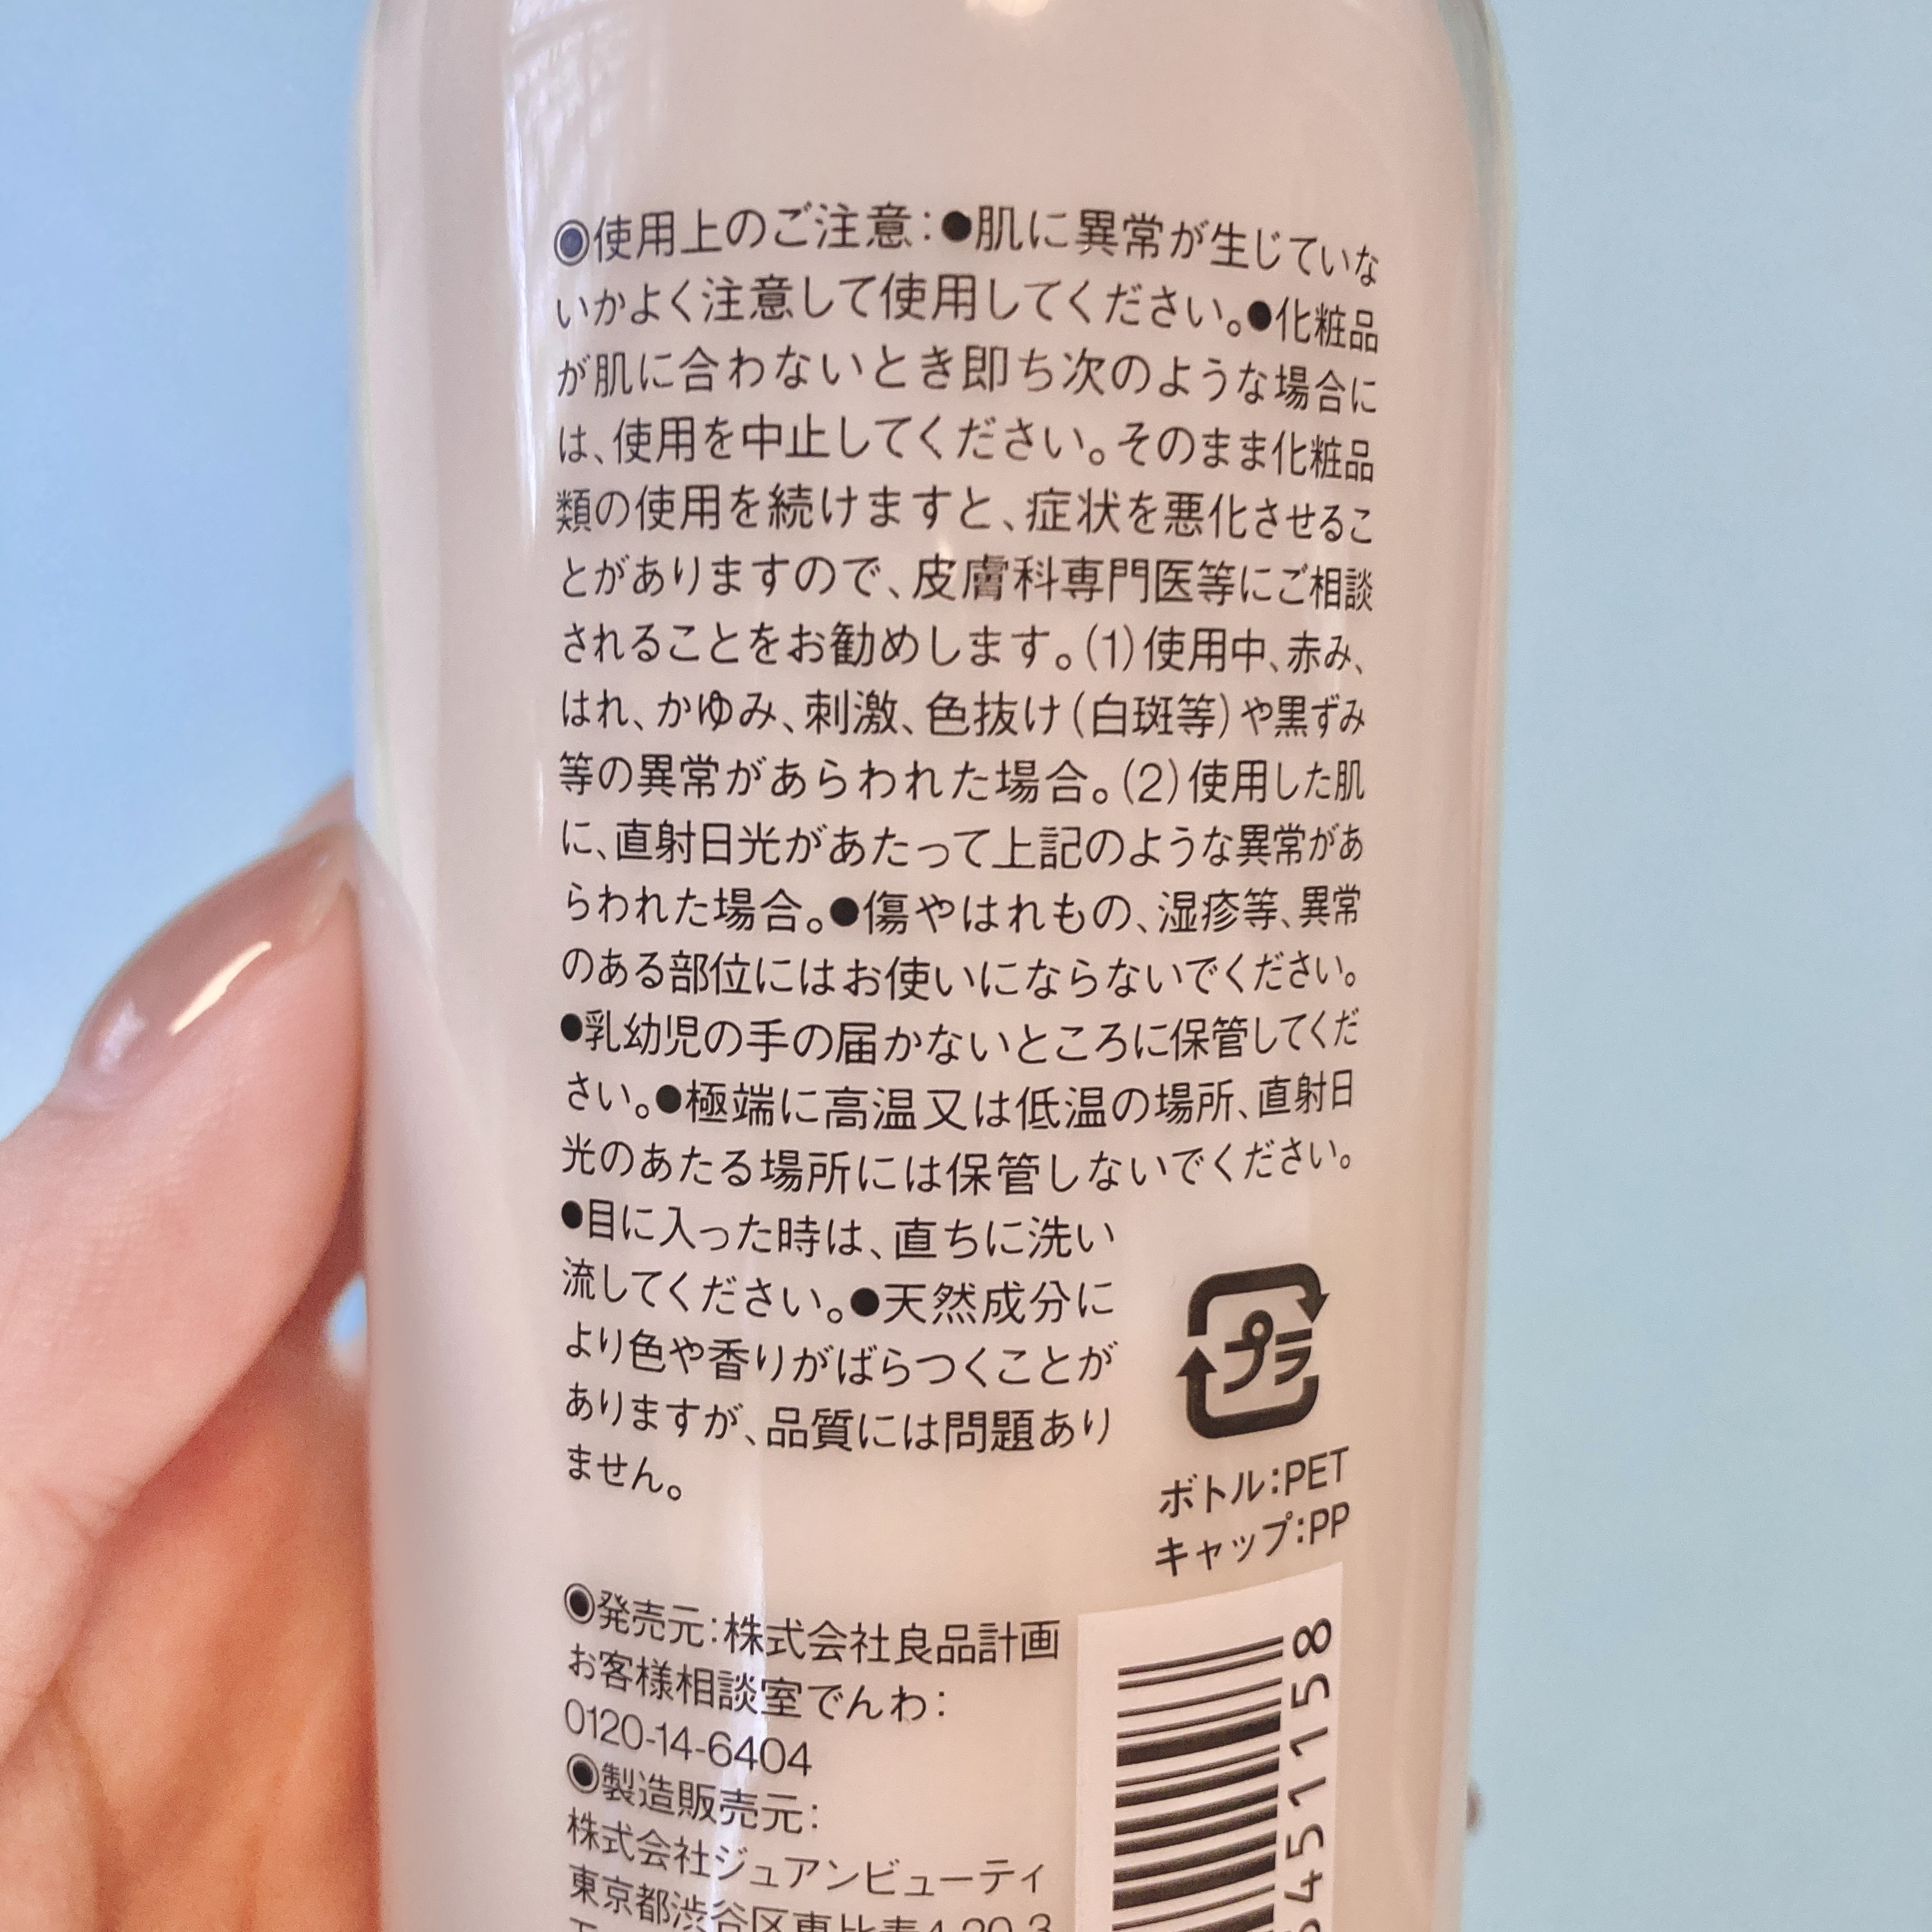 ◉使用上のご注意:●肌に異常が生じていな
いかよく注意して使用してください。●化粧品
が肌に合わないとき即ち次のような場合に
は、使用を中止してください。そのまま化粧品
類の使用を続けますと、症状を悪化させるこ
とがありますので、皮膚科専門医等にご相談
されることをお勧めします。(1)使用中、赤み、
はれ、かゆみ、刺激、色抜け(白斑等)や黒ずみ
等の異常があらわれた場合。(2)使用した肌
に、直射日光があたって上記のような異常があ
らわれた場合。●傷やはれもの、湿疹等、異常
のある部位にはお使いにならないでください。
●乳幼児の手の届かないところに保管してくだ
さい。●極端に高温又は低温の場所、直射日
光のあたる場所には保管しないでください。
●目に入った時は、直ちに洗い
流してください。●天然成分に
より色や香りがばらつくことが
ありますが、品質には問題あり
ません。
プラ
ボトル:PET
キャップ:PP
◉発売元:株式会社良品計画
お客様相談室でんわ:
0120-14-6404
◉製造販売元:
株式会社ジュアンビューティ
東京都渋谷区恵比寿4-20-3
451158